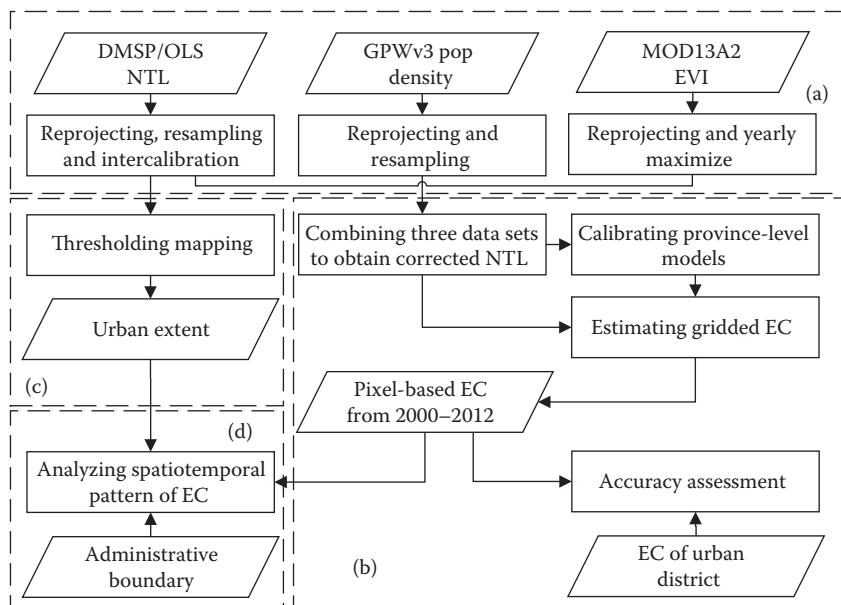 DMSP/OLS
NTL
GPWv3 pop
density
MOD13A2
EVI
(a)
Reprojecting, resampling
and intercalibration
Reprojecting and
resampling
Reprojecting and yearly
maximize
Thresholding mapping
Combining three data sets
to obtain corrected NTL
Calibrating province-level
models
Urban extent
Estimating gridded EC
(c)
Pixel-based EC
from 2000–2012
(d)
Analyzing spatiotemporal
pattern of EC
Accuracy assessment
Administrative
boundary
(b)
EC of urban
district